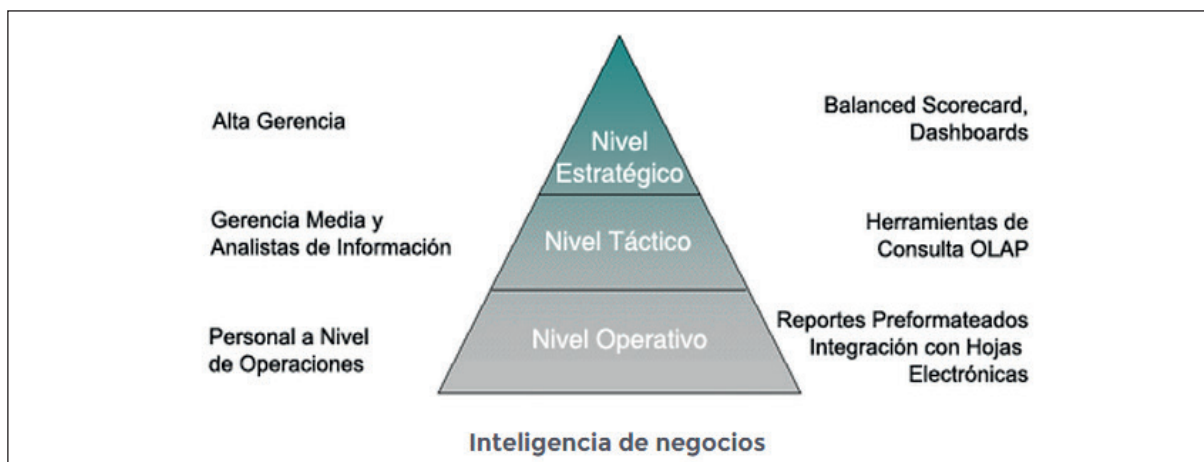 Alta Gerencia
Nivel
Estratégico
Balanced Scorecard,
Dashboards
Gerencia Media y
Analistas de Información
Nivel Táctico
Herramientas de
Consulta OLAP
Personal a Nivel
de Operaciones
Nivel Operativo
Reportes Preformateados
Integración con Hojas
Electrónicas
Inteligencia de negocios